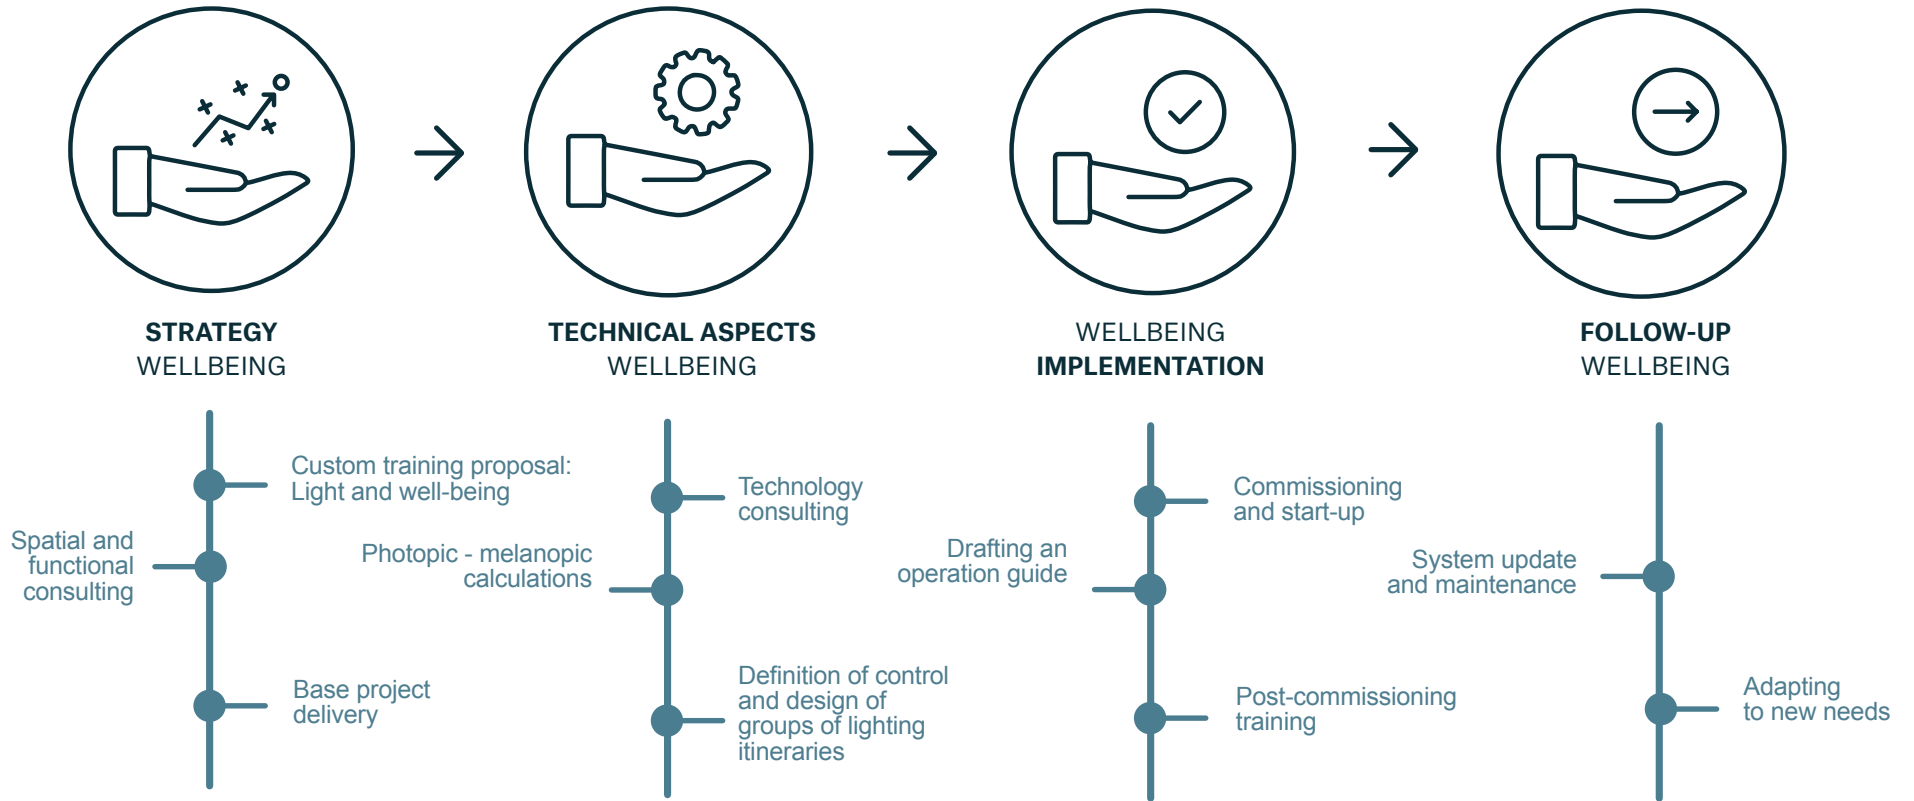 STRATEGY
WELLBEING
Custom training proposal:
Light and well-being
Spatial and
functional
consulting
Base project
delivery
TECHNICAL ASPECTS
WELLBEING
Technology
consulting
Photopic - melanopic
calculations
Definition of control
and design of
groups of lighting
itineraries
WELLBEING
IMPLEMENTATION
Commissioning
and start-up
Drafting an
operation guide
Post-commissioning
training
FOLLOW-UP
WELLBEING
System update
and maintenance
Adapting
to new needs